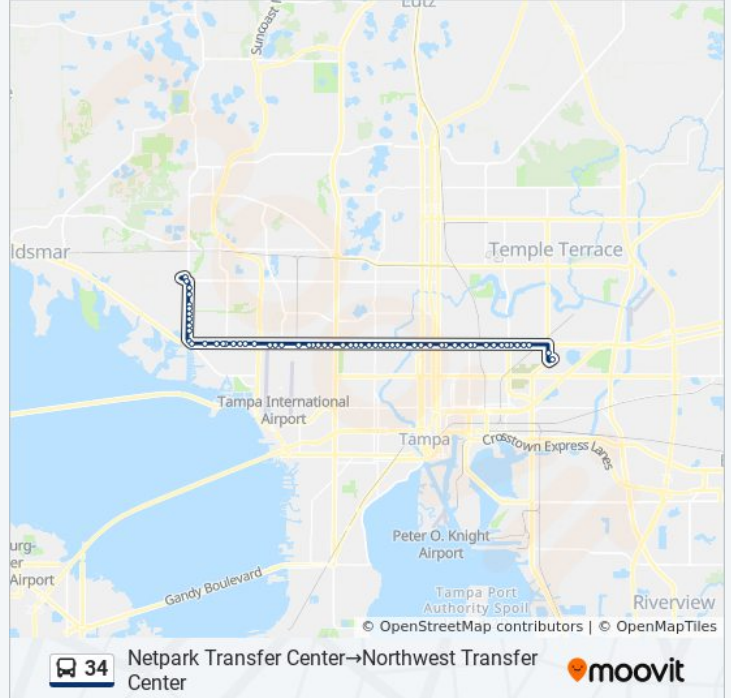 Lutz
Suncoast
Temple Terrace
ldsmar
Tampa International
Airport
Tampa
Crosstown Express Lanes
Peter O. Knight
Airport
urg-
er
Airport
Gandy Boulevard
Tampa Port
Authority Spoil
Riverview
© OpenStreetMap contributors | © OpenMapTiles
34
Netpark Transfer Center→Northwest Transfer
Center
moovit